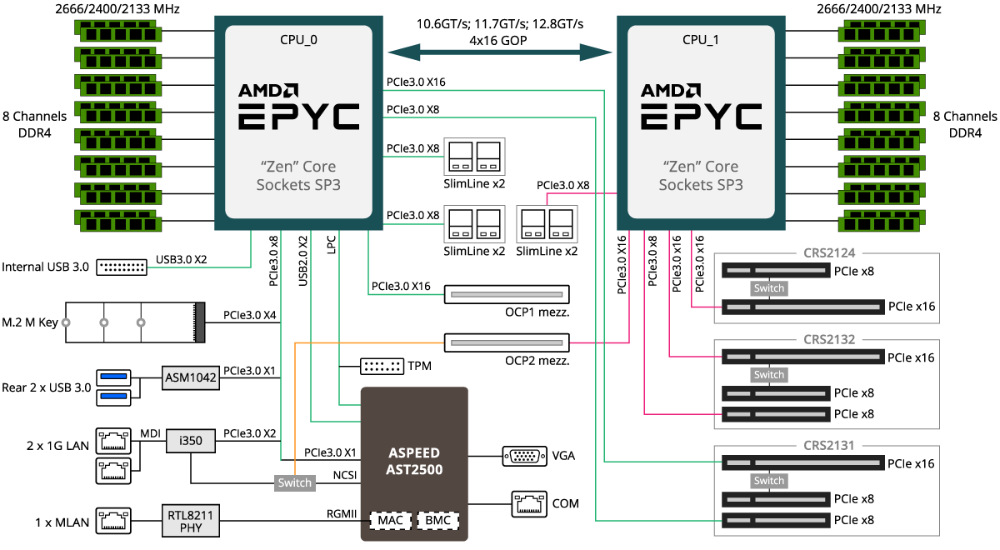 2666/2400/2133 MHz
8 Channels
DDR4
CPU_0
AMD
EPYC
“Zen” Core
Sockets SP3
10.6GT/s; 11.7GT/s; 12.8GT/s
4x16 GOP
CPU_1
AMD
EPYC
“Zen” Core
Sockets SP3
2666/2400/2133 MHz
8 Channels
DDR4
PCIe3.0 X16
PCIe3.0 X8
PCIe3.0 X8
SlimLine x2
PCIe3.0 X8
SlimLine x2
PCIe3.0 X8
SlimLine x2
Internal USB 3.0
USB3.0 X2
PCIe3.0 x8
USB2.0 X2
LPC
PCIe3.0 X16
OCP1 mezz.
OCP2 mezz.
PCIe3.0 X16
PCIe3.0 x8
PCIe3.0 x16
PCIe3.0 x16
M.2 M Key
PCIe3.0 X4
Rear 2 x USB 3.0
ASM1042
PCIe3.0 X1
TPM
2 x 1G LAN
MDI
i350
PCIe3.0 X2
PCIe3.0 X1
Switch
NCSI
1 x MLAN
RTL8211
PHY
RGMII
ASPEED
AST2500
MAC
BMC
VGA
COM
CRS2124
PCIe x8
Switch
PCIe x16
CRS2132
PCIe x16
Switch
PCIe x8
PCIe x8
CRS2131
PCIe x16
Switch
PCIe x8
PCIe x8